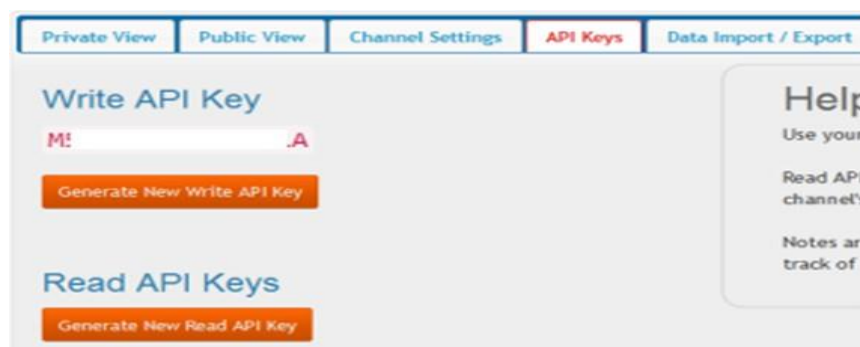 Private View Public View Channel Settings API Keys Data Import / Export
Write API Key
Generate New Write API Key
Read API Keys
Generate New Read API Key
Help
Use your
Read API
channel's
Notes ar
track of